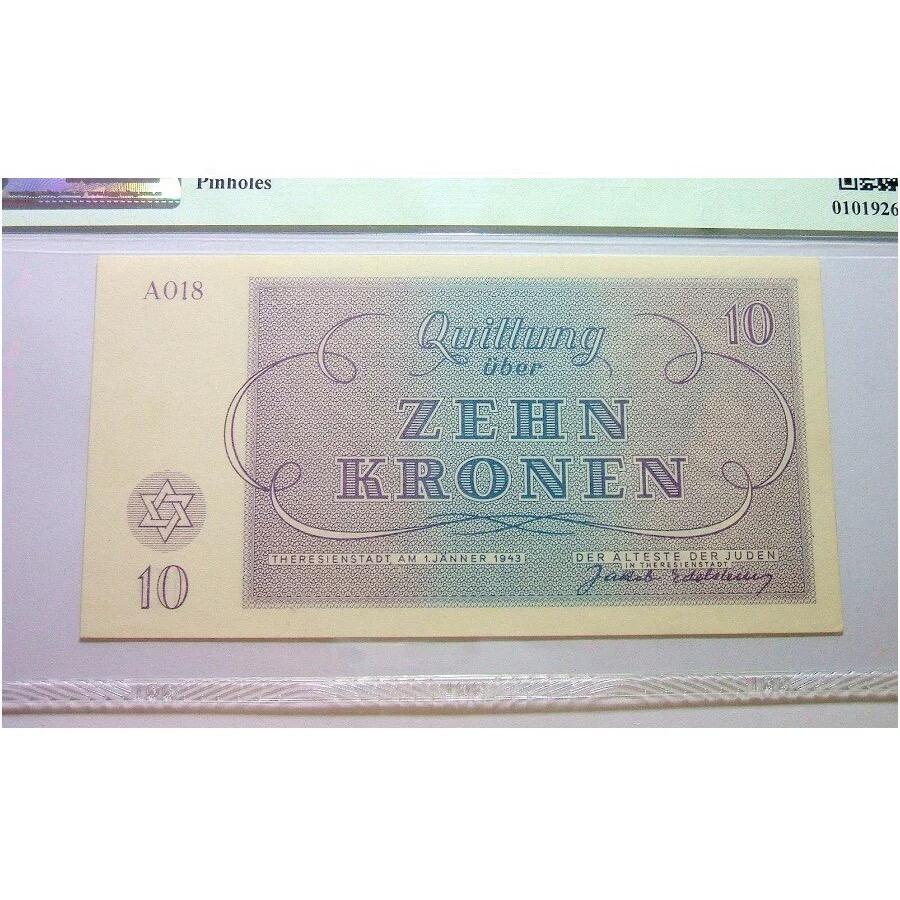 Pinholes
0101926
A018
10
Quittung
über
ZEHN
KRONEN
THERESIENSTADT AM 1. JÄNNER 1943
DER ÄLTESTE DER JUDEN
IN THERESIENSTADT
Jakob Edelstein
10